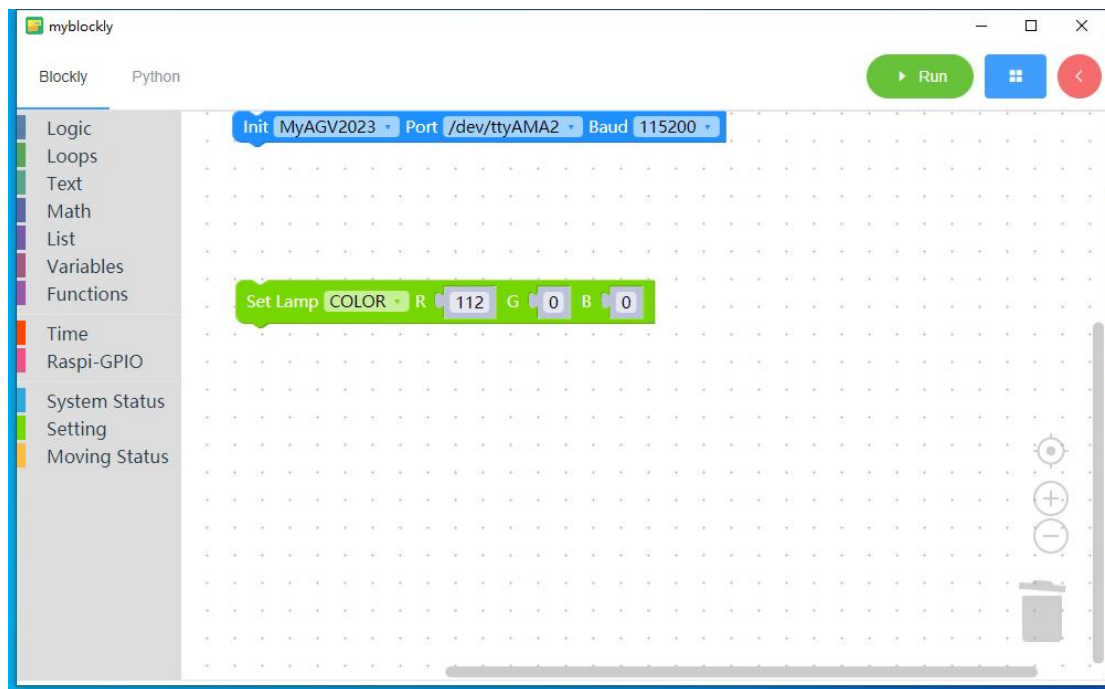 myblockly
Blockly Python Run
Logic
Init MyAGV2023 Port /dev/ttyAMA2 Baud 115200
Loops
Text
Math
List
Variables
Functions
Set Lamp COLOR R 112 G 0 B 0
Time
Raspi-GPIO
System Status
Setting
Moving Status